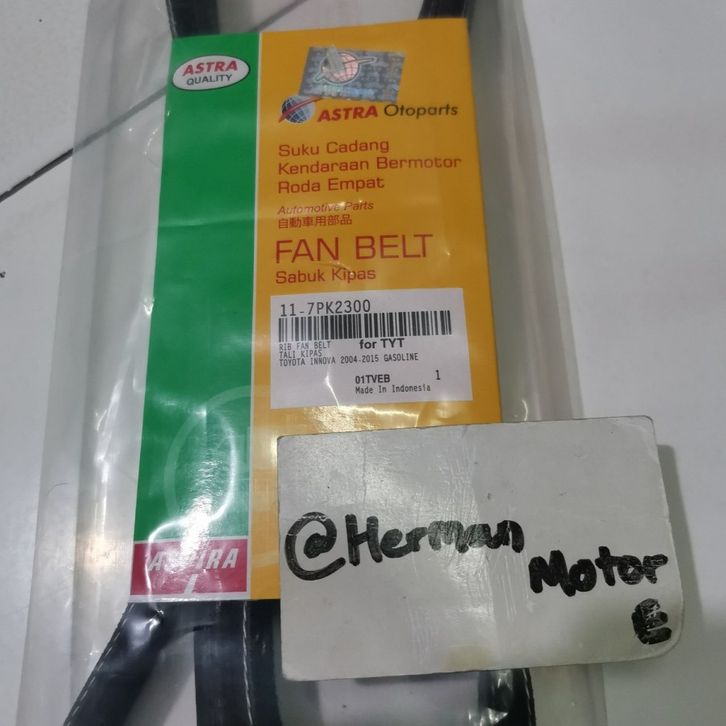 ASTRA
QUALITY
ASTRA Otoparts
Suku Cadang
Kendaraan Bermotor
Roda Empat
Automotive Parts
自動車用部品
FAN BELT
Sabuk Kipas
11-7PK2300
RIB FAN BELT for TYT
TALI KIPAS
TOYOTA INNOVA 2004-2015 GASOLINE
01TVEB 1
Made In Indonesia
@Herman
Motor
E